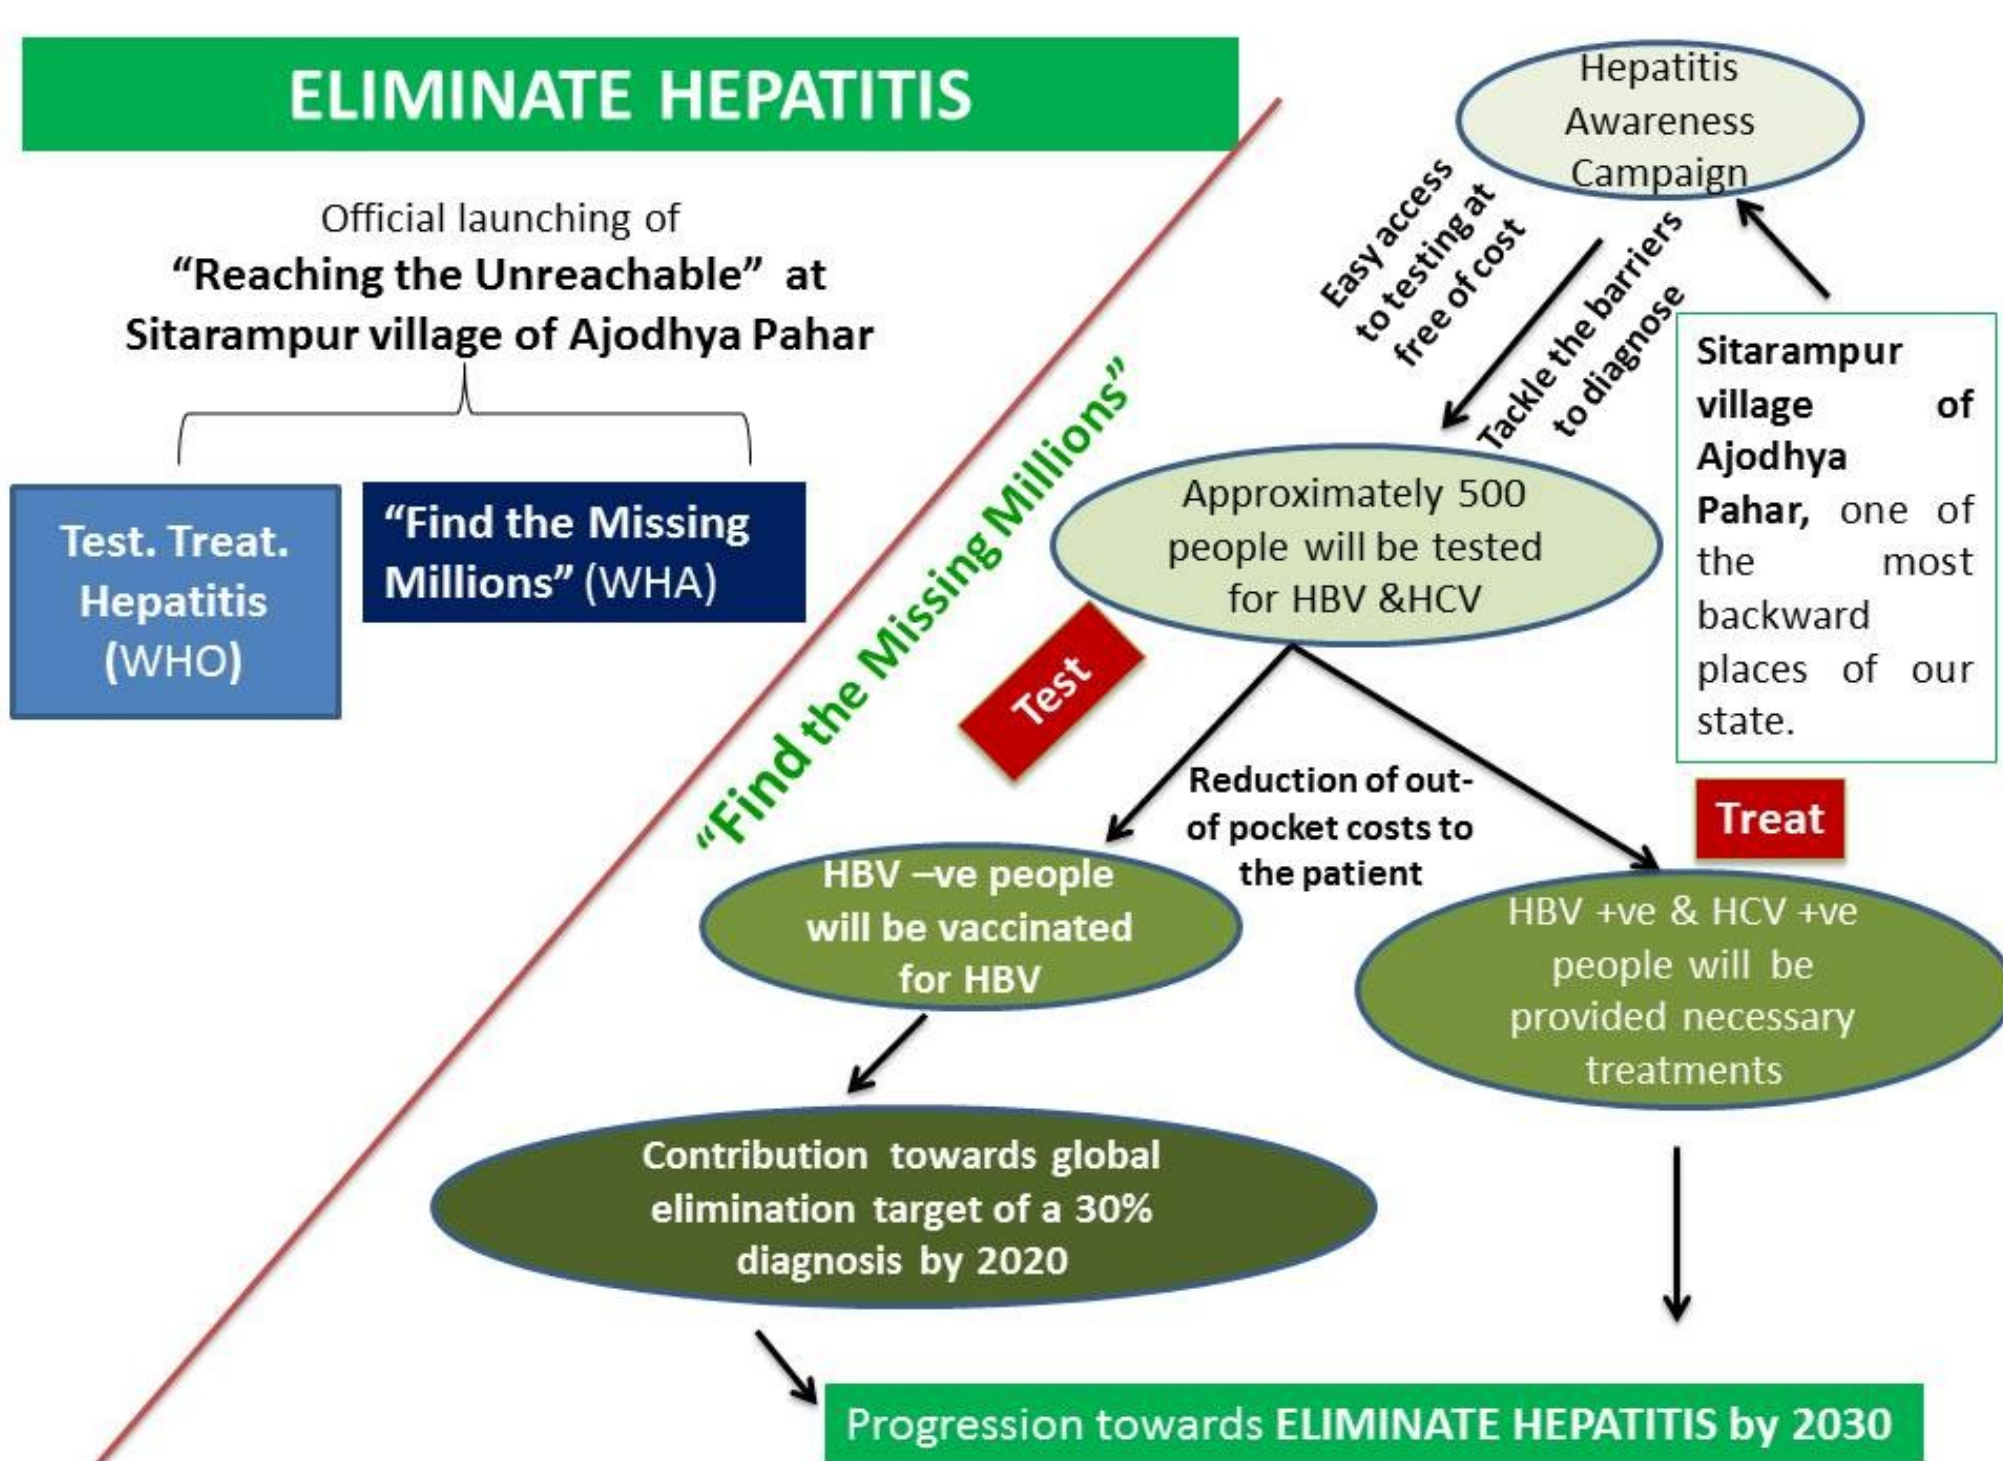 ELIMINATE HEPATITIS
Official launching of
“Reaching the Unreachable” at
Sitarampur village of Ajodhya Pahar
Test. Treat.
Hepatitis
(WHO)
“Find the Missing
Millions” (WHA)
“Find the Missing Millions”
Hepatitis
Awareness
Campaign
Easy access
to testing at
free of cost
Tackle the barriers
to diagnose
Sitarampur
village of
Ajodhya
Pahar, one of
the most
backward
places of our
state.
Approximately 500
people will be tested
for HBV &HCV
Test
Reduction of out-
of pocket costs to
the patient
Treat
HBV –ve people
will be vaccinated
for HBV
HBV +ve & HCV +ve
people will be
provided necessary
treatments
Contribution towards global
elimination target of a 30%
diagnosis by 2020
Progression towards ELIMINATE HEPATITIS by 2030